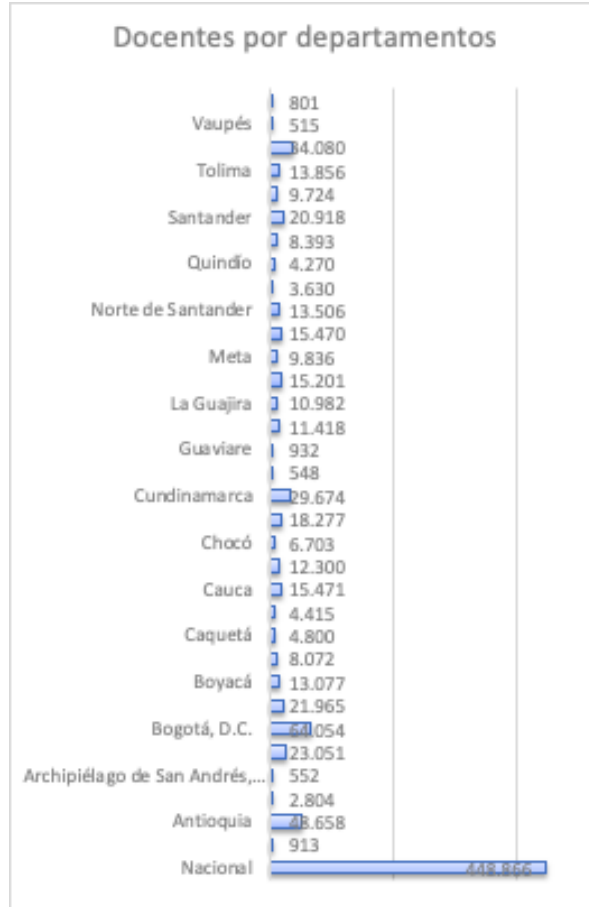 Docentes por departamentos
801
Vaupés 515
34.080
Tolima 13.856
9.724
Santander 20.918
8.393
Quindío 4.270
3.630
Norte de Santander 13.506
15.470
Meta 9.836
15.201
La Guajira 10.982
11.418
Guaviare 932
548
Cundinamarca 29.674
18.277
Chocó 6.703
12.300
Cauca 15.471
4.415
Caquetá 4.800
8.072
Boyacá 13.077
21.965
Bogotá, D.C. 64.054
23.051
Archipiélago de San Andrés,... 552
2.804
Antioquia 48.658
913
Nacional 448.866